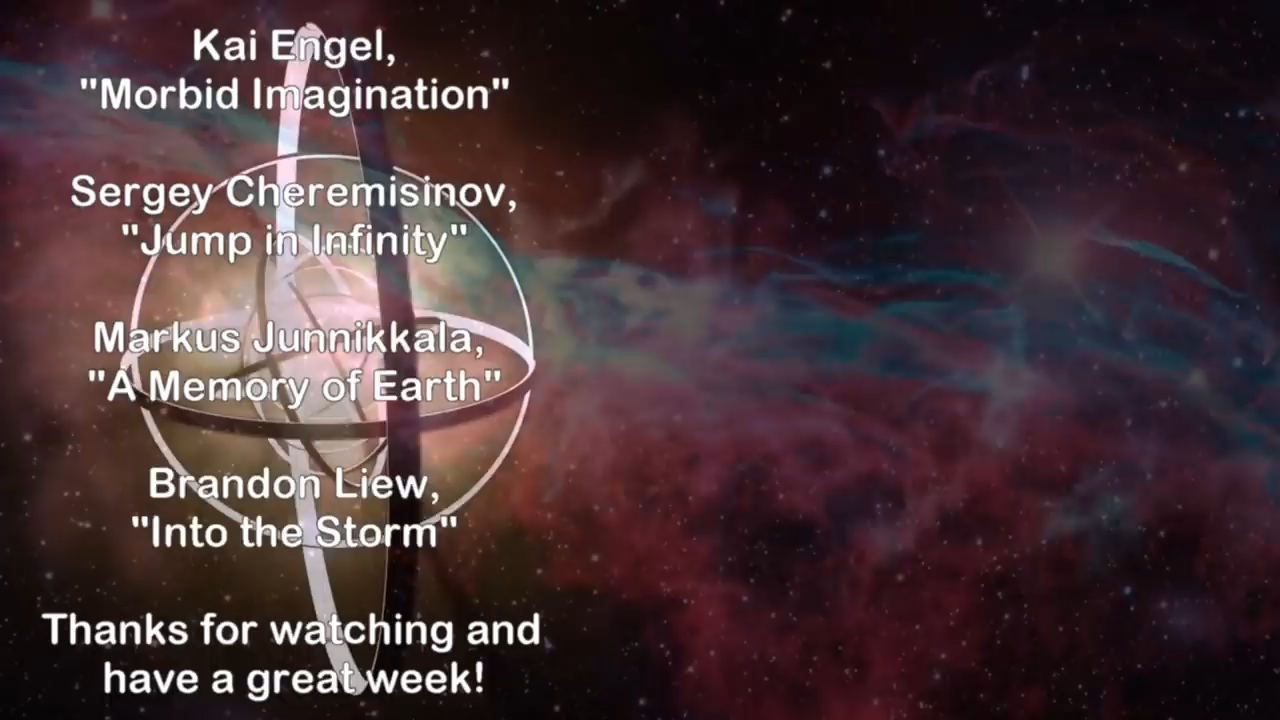 Kai Engel,
"Morbid Imagination"
Sergey Cheremisinov,
"Jump in Infinity"
Markus Junnikkala,
"A Memory of Earth"
Brandon Liew,
"Into the Storm"
Thanks for watching and
have a great week!